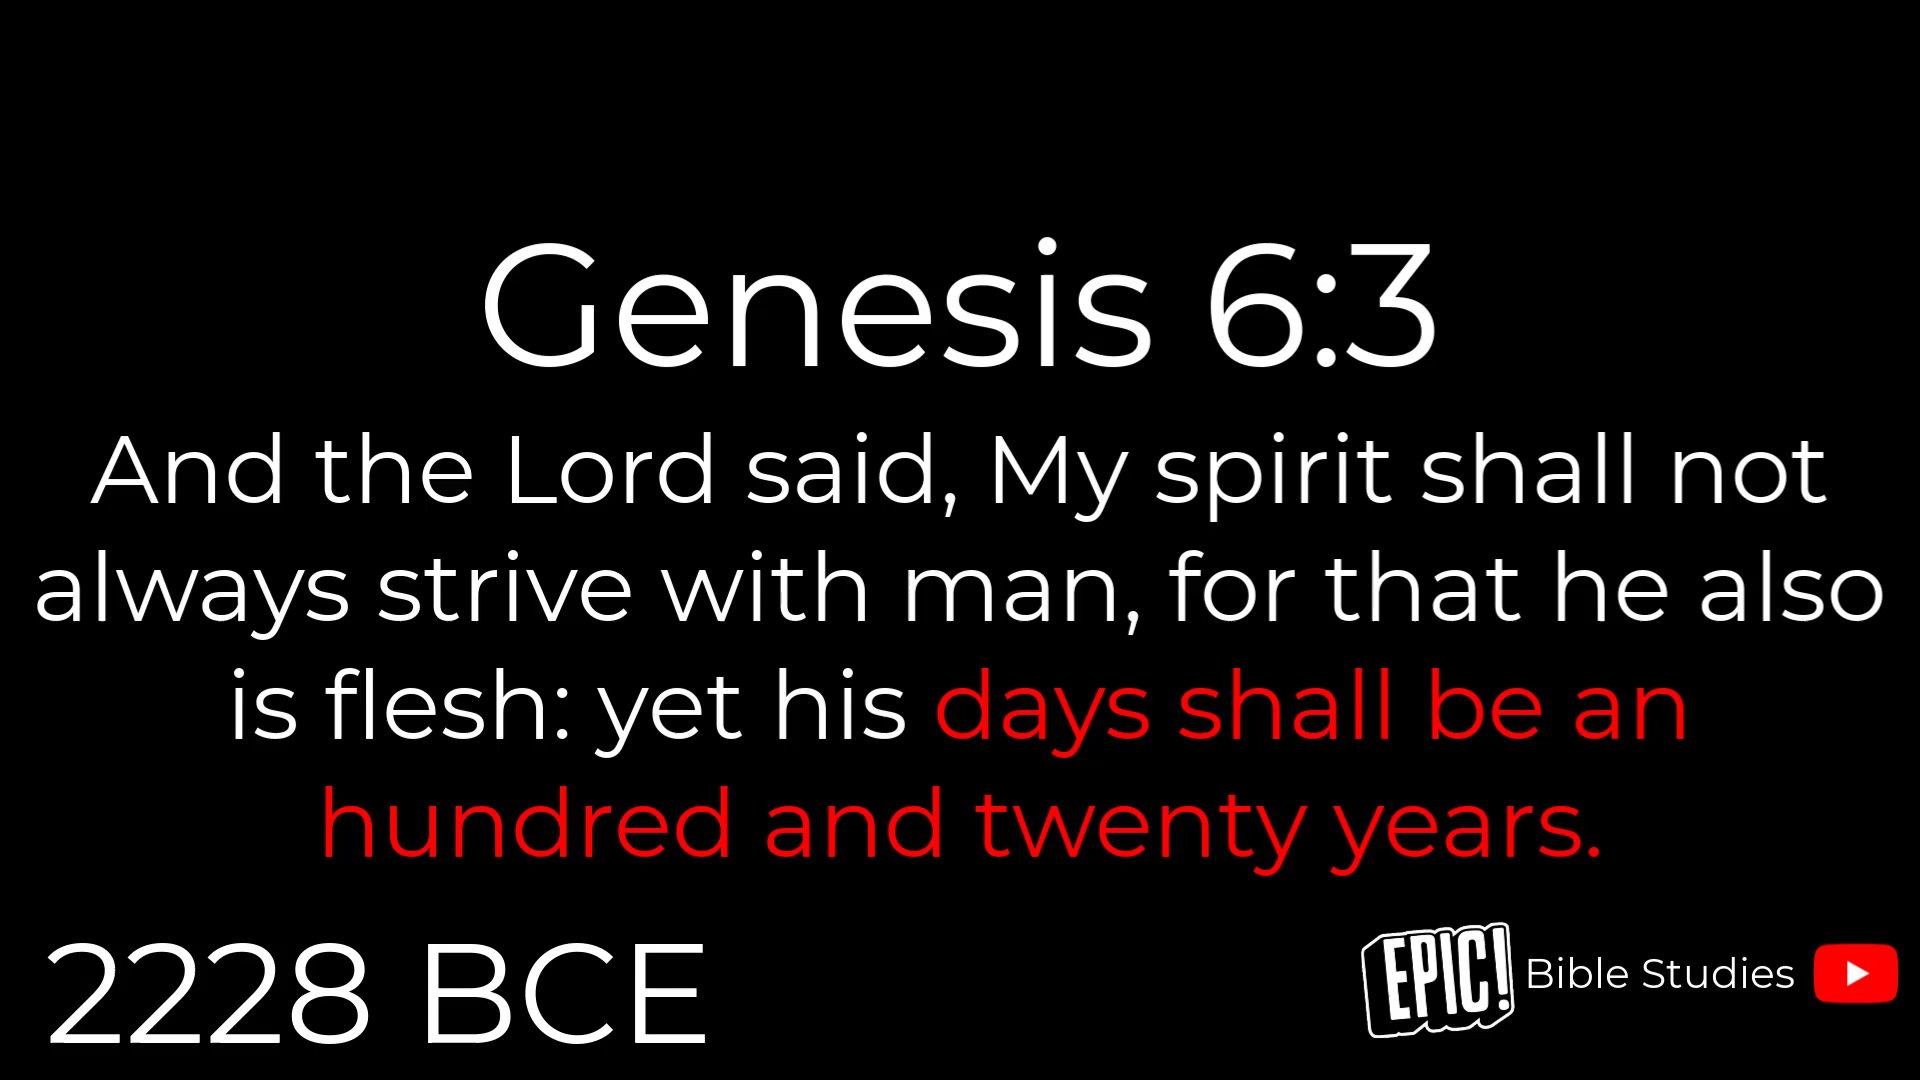 Genesis 6:3
And the Lord said, My spirit shall not
always strive with man, for that he also
is flesh: yet his days shall be an
hundred and twenty years.
2228 BCE
EPIC! Bible Studies